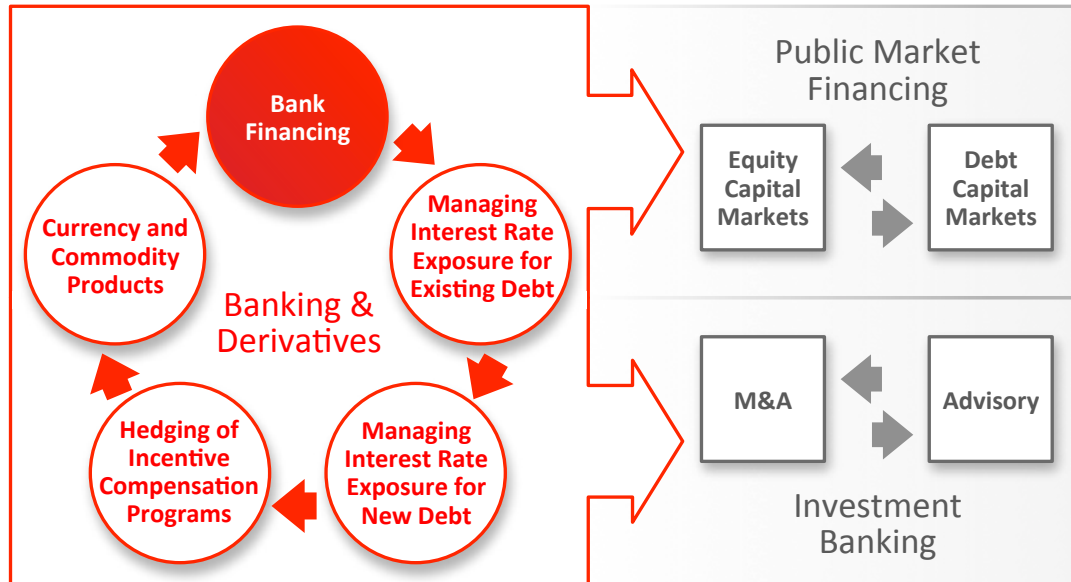 Bank
Financing
Managing
Interest Rate
Exposure for
Existing Debt
Managing
Interest Rate
Exposure for
New Debt
Hedging of
Incentive
Compensation
Programs
Currency and
Commodity
Products
Banking &
Derivatives
Public Market
Financing
Equity
Capital
Markets
Debt
Capital
Markets
M&A
Advisory
Investment
Banking